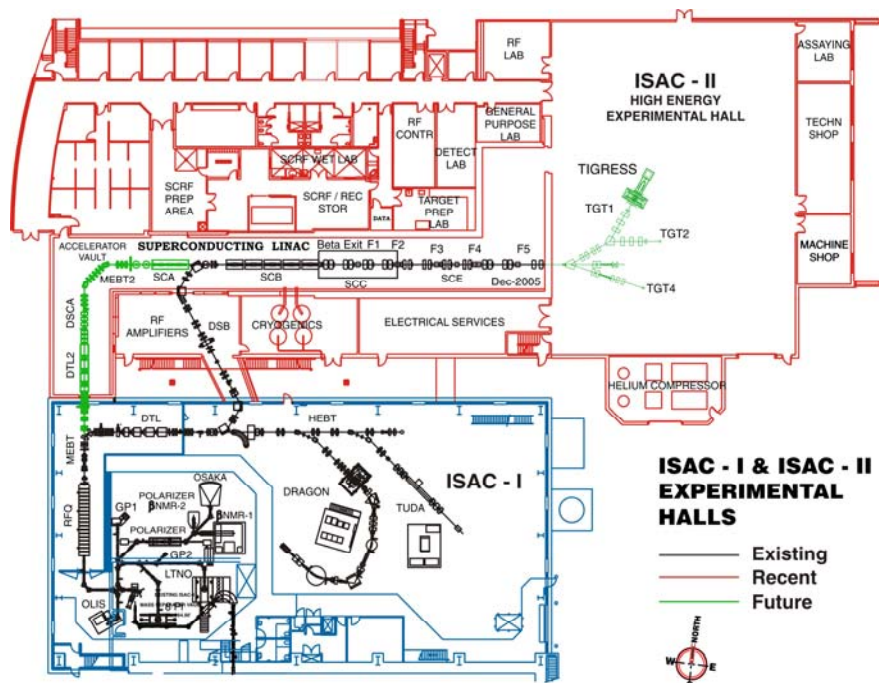 RF
LAB
ASSAYING
LAB
ISAC - II
HIGH ENERGY
EXPERIMENTAL HALL
RF
CONTR
GENERAL
PURPOSE
LAB
TECHN
SHOP
DETECT
LAB
SCRF WET LAB
SCRF
PREP
AREA
SCRF / REC
STOR
DATA
TARGET
PREP
LAB
TIGRESS
TGT1
TGT2
TGT4
MACHINE
SHOP
ACCELERATOR
VAULT
SUPERCONDUCTING LINAC
Beta Exit F1 F2 F3 F4 F5
MEBT2
SCA
SCB
SCC
SCE
Dec-2005
DSCA
RF
AMPLIFIERS
DSB
CRYOGENICS
ELECTRICAL SERVICES
DTL2
HELIUM COMPRESSOR
MEBT
DTL
HEBT
ISAC - I
OSAKA
DRAGON
TUDA
RFQ
GP1
POLARIZER
βNMR-2
βNMR-1
POLARIZER
GP2
LTNO
OLIS
ISAC - I & ISAC - II
EXPERIMENTAL
HALLS
Existing
Recent
Future
NORTH
W
E